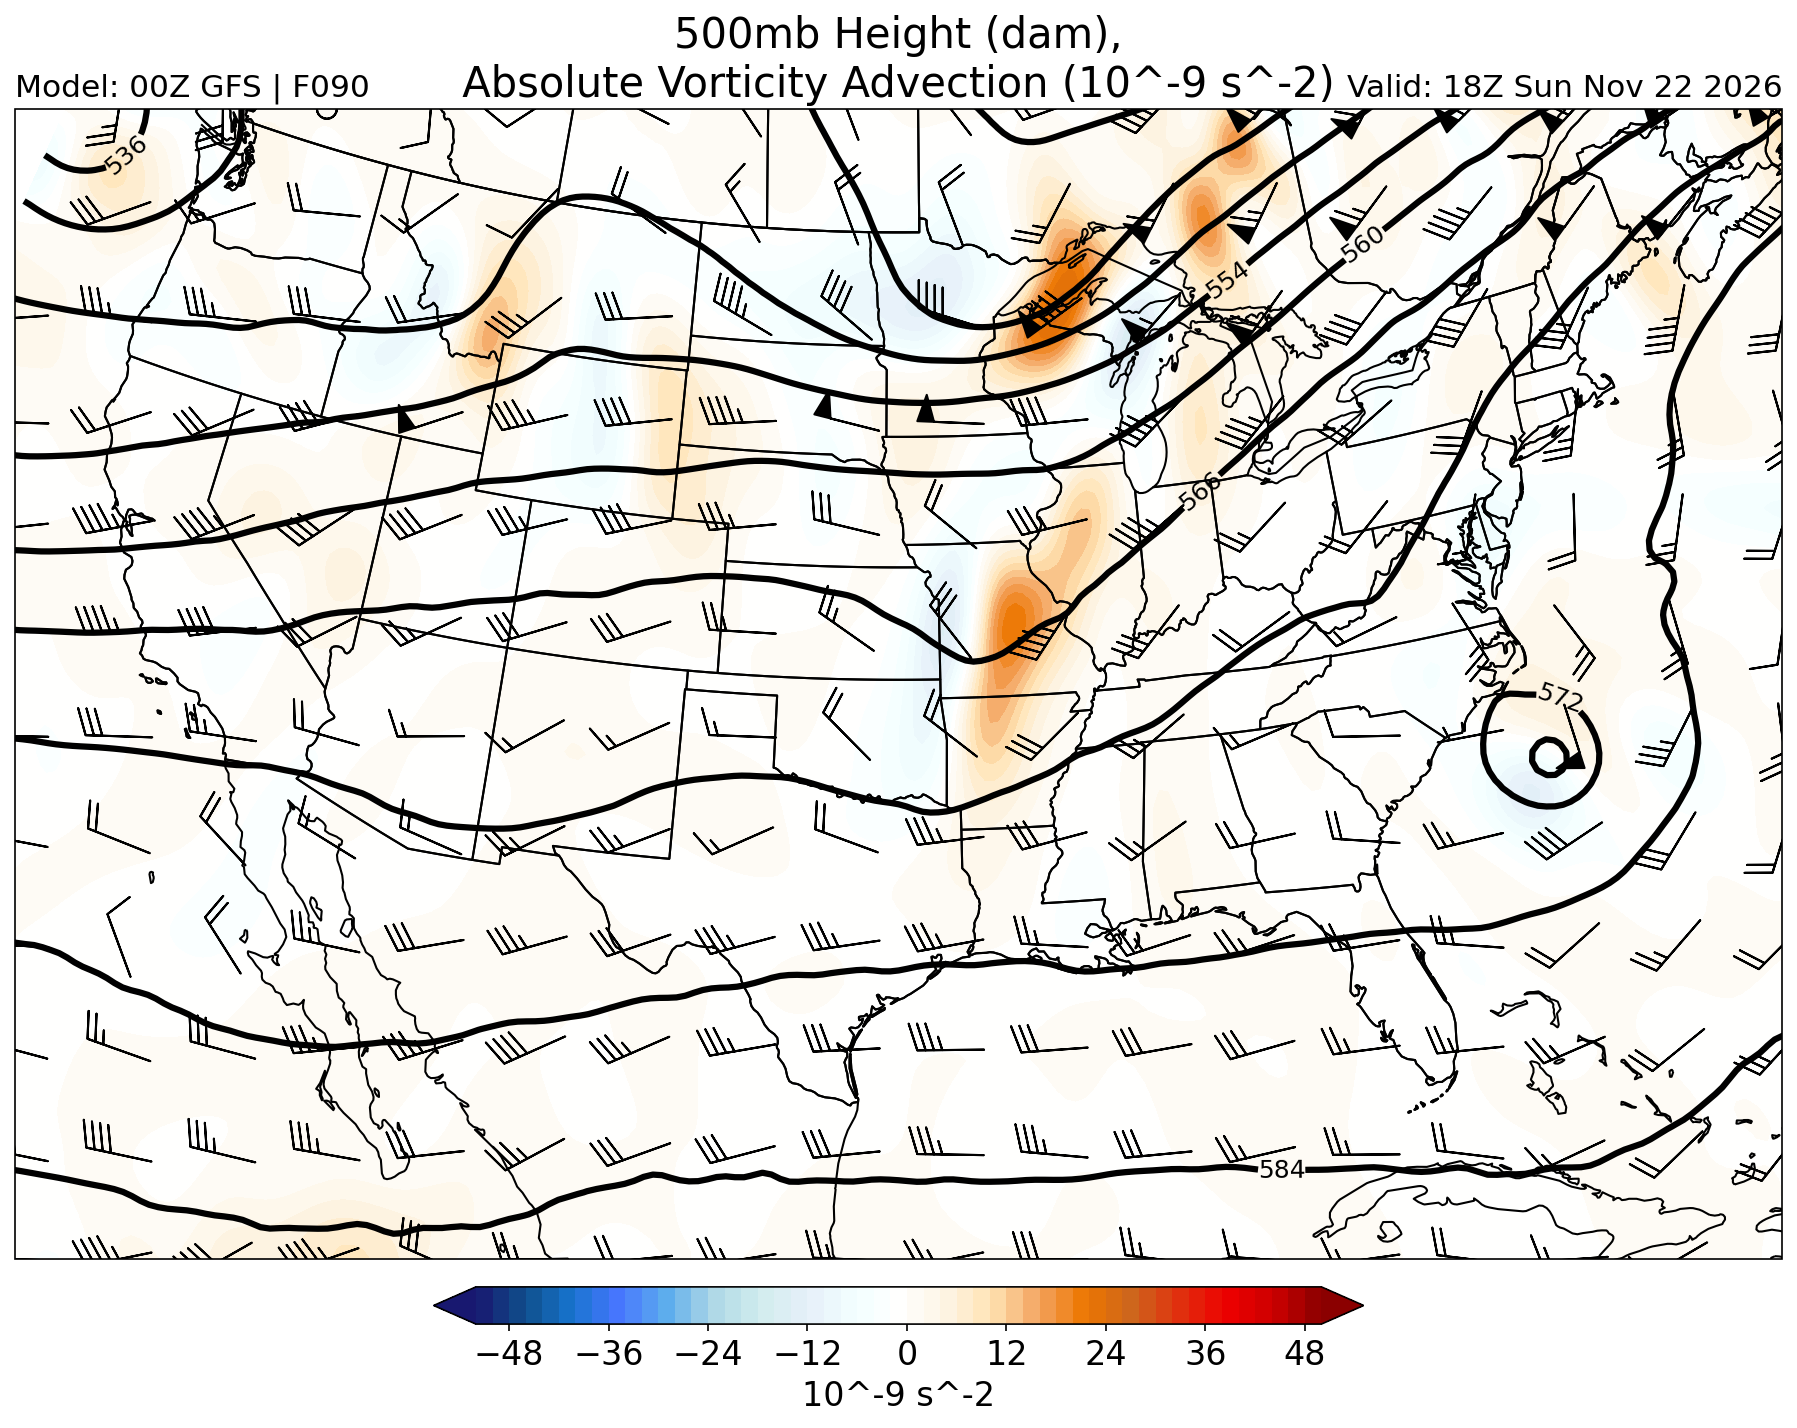 500mb Height (dam),
Model: 00Z GFS | F090
Absolute Vorticity Advection (10^-9 s^-2)
Valid: 18Z Sun Nov 22 2026
536
560
554
566
572
584
−48 −36 −24 −12 0 12 24 36 48
10^-9 s^-2